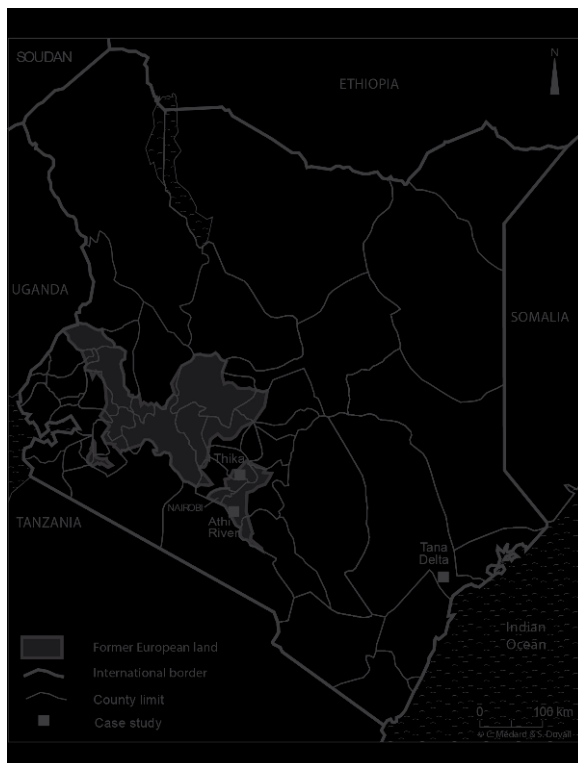 SOUDAN
N
ETHIOPIA
UGANDA
SOMALIA
Thika
NAIROBI
Athi
River
TANZANIA
Tana
Delta
Indian
Ocean
Former European land
International border
County limit
Case study
0 100 km
© C. Médard & S. Duvail